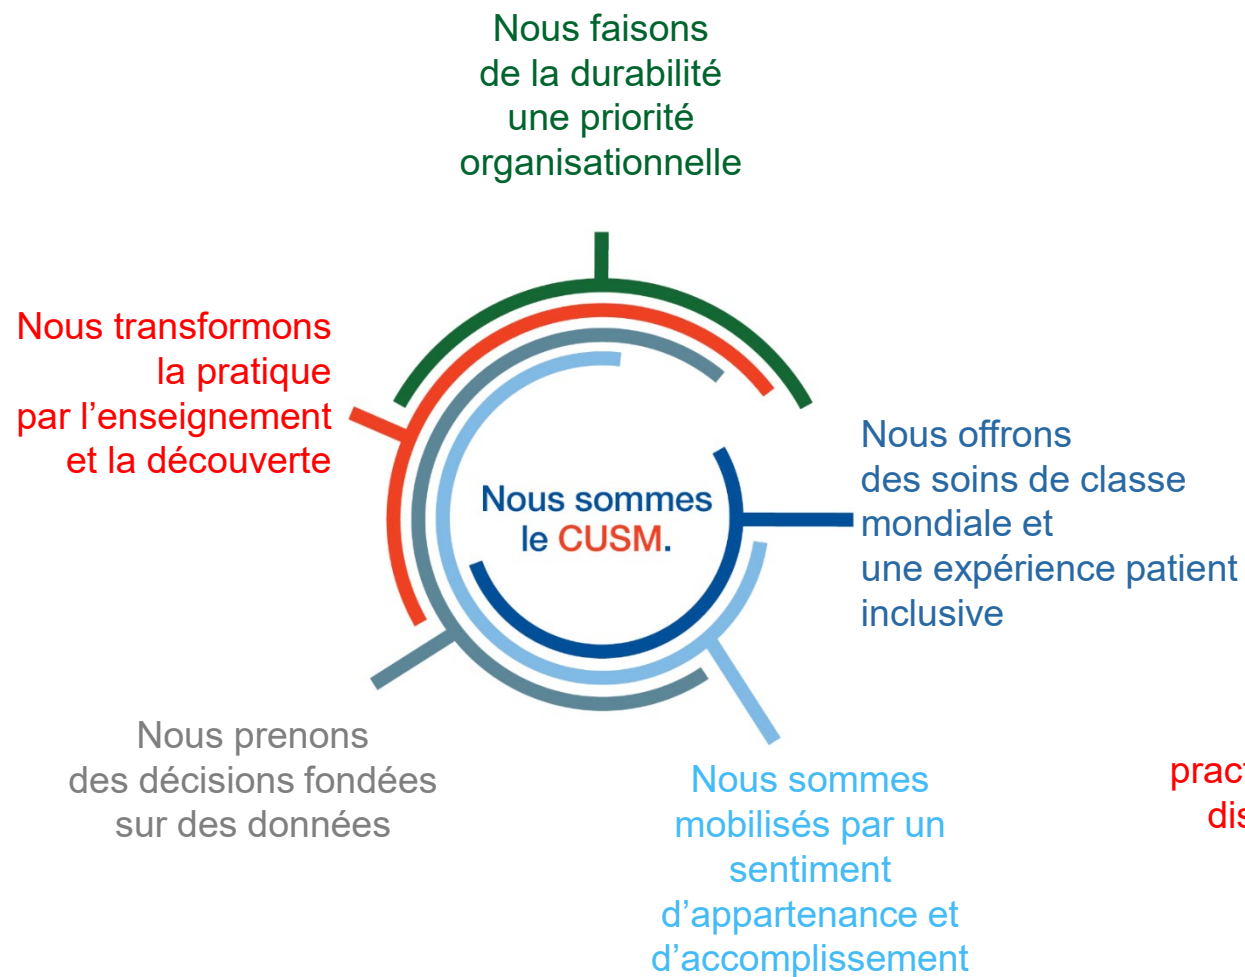 Nous faisons
de la durabilité
une priorité
organisationnelle
Nous transformons
la pratique
par l’enseignement
et la découverte
Nous offrons
des soins de classe
mondiale et
une expérience patient
inclusive
Nous sommes
le CUSM.
Nous prenons
des décisions fondées
sur des données
Nous sommes
mobilisés par un
sentiment
d’appartenance et
d’accomplissement